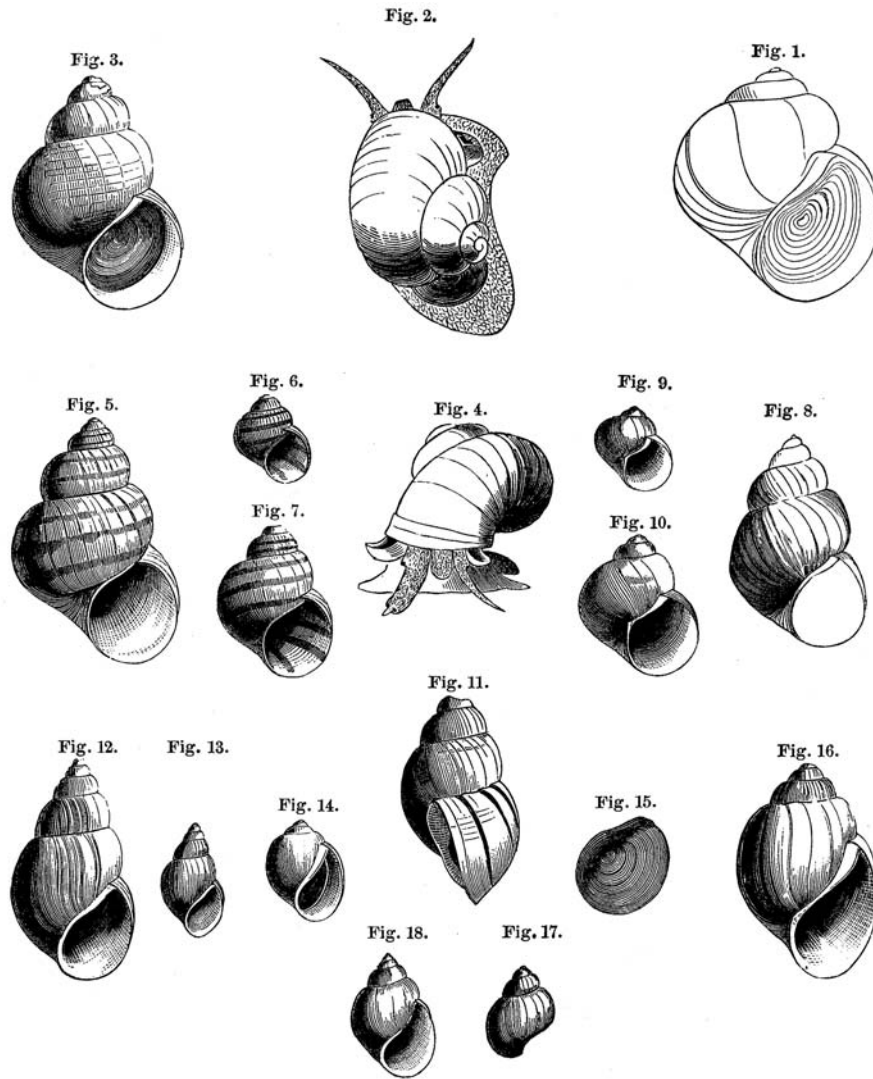 Fig. 2.
Fig. 3.
Fig. 1.
Fig. 6.
Fig. 9.
Fig. 5.
Fig. 4.
Fig. 8.
Fig. 7.
Fig. 10.
Fig. 11.
Fig. 12.
Fig. 13.
Fig. 16.
Fig. 14.
Fig. 15.
Fig. 18.
Fig. 17.